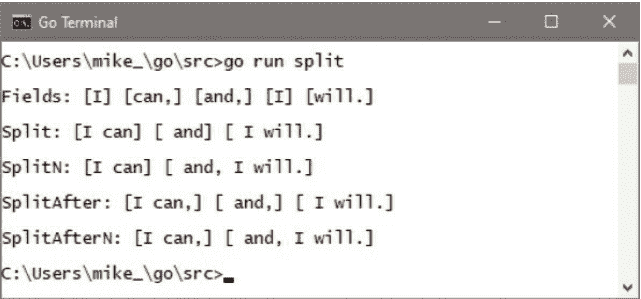 Go Terminal
C:\Users\mike_\go\src>go run split
Fields: [I] [can,] [and,] [I] [will.]
Split: [I can] [ and] [ I will.]
SplitN: [I can] [ and, I will.]
SplitAfter: [I can,] [ and,] [ I will.]
SplitAfterN: [I can,] [ and, I will.]
C:\Users\mike_\go\src>